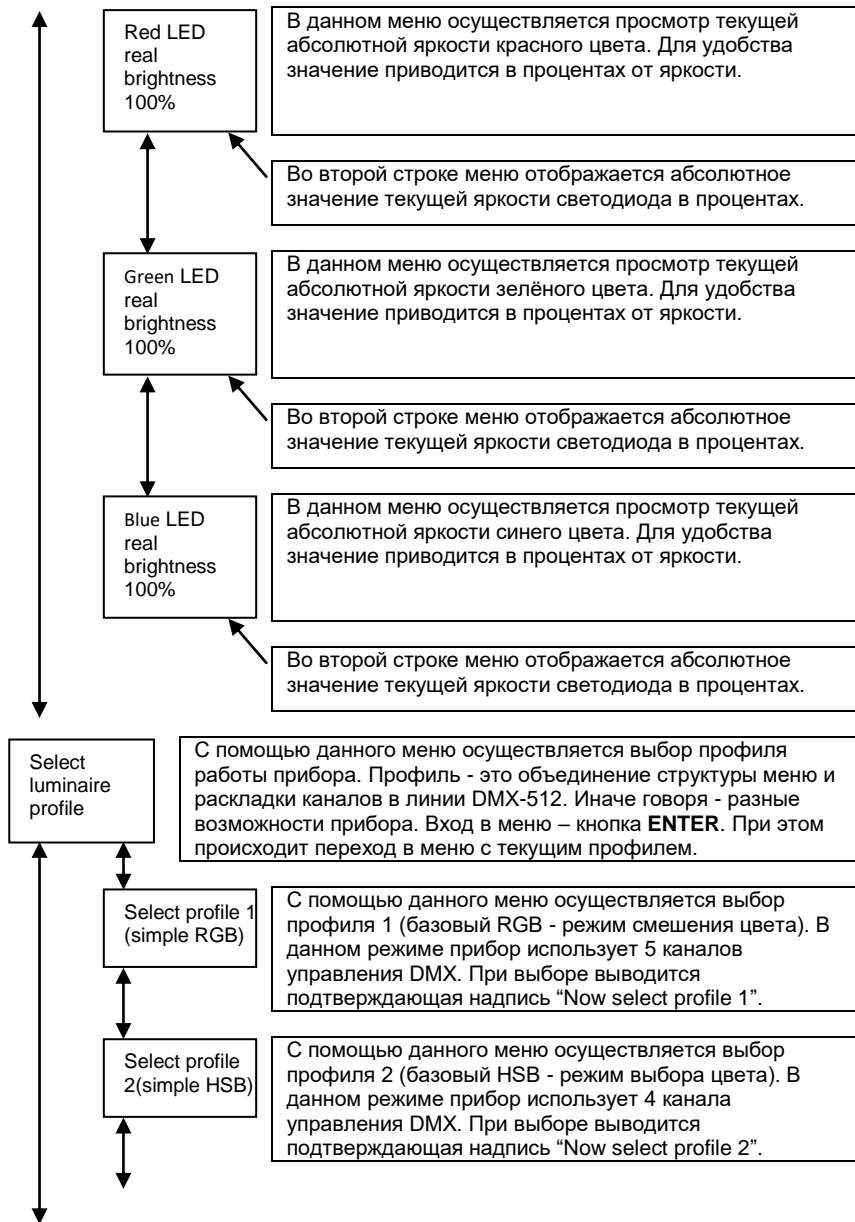 Red LED
real
brightness
100%
В данном меню осуществляется просмотр текущей
абсолютной яркости красного цвета. Для удобства
значение приводится в процентах от яркости.
Во второй строке меню отображается абсолютное
значение текущей яркости светодиода в процентах.
Green LED
real
brightness
100%
В данном меню осуществляется просмотр текущей
абсолютной яркости зелёного цвета. Для удобства
значение приводится в процентах от яркости.
Во второй строке меню отображается абсолютное
значение текущей яркости светодиода в процентах.
Blue LED
real
brightness
100%
В данном меню осуществляется просмотр текущей
абсолютной яркости синего цвета. Для удобства
значение приводится в процентах от яркости.
Во второй строке меню отображается абсолютное
значение текущей яркости светодиода в процентах.
Select
luminaire
profile
С помощью данного меню осуществляется выбор профиля
работы прибора. Профиль - это объединение структуры меню и
раскладки каналов в линии DMX-512. Иначе говоря - разные
возможности прибора. Вход в меню – кнопка ENTER. При этом
происходит переход в меню с текущим профилем.
Select profile 1
(simple RGB)
С помощью данного меню осуществляется выбор
профиля 1 (базовый RGB - режим смешения цвета). В
данном режиме прибор использует 5 каналов
управления DMX. При выборе выводится
подтверждающая надпись “Now select profile 1”.
Select profile
2(simple HSB)
С помощью данного меню осуществляется выбор
профиля 2 (базовый HSB - режим выбора цвета). В
данном режиме прибор использует 4 канала
управления DMX. При выборе выводится
подтверждающая надпись “Now select profile 2”.